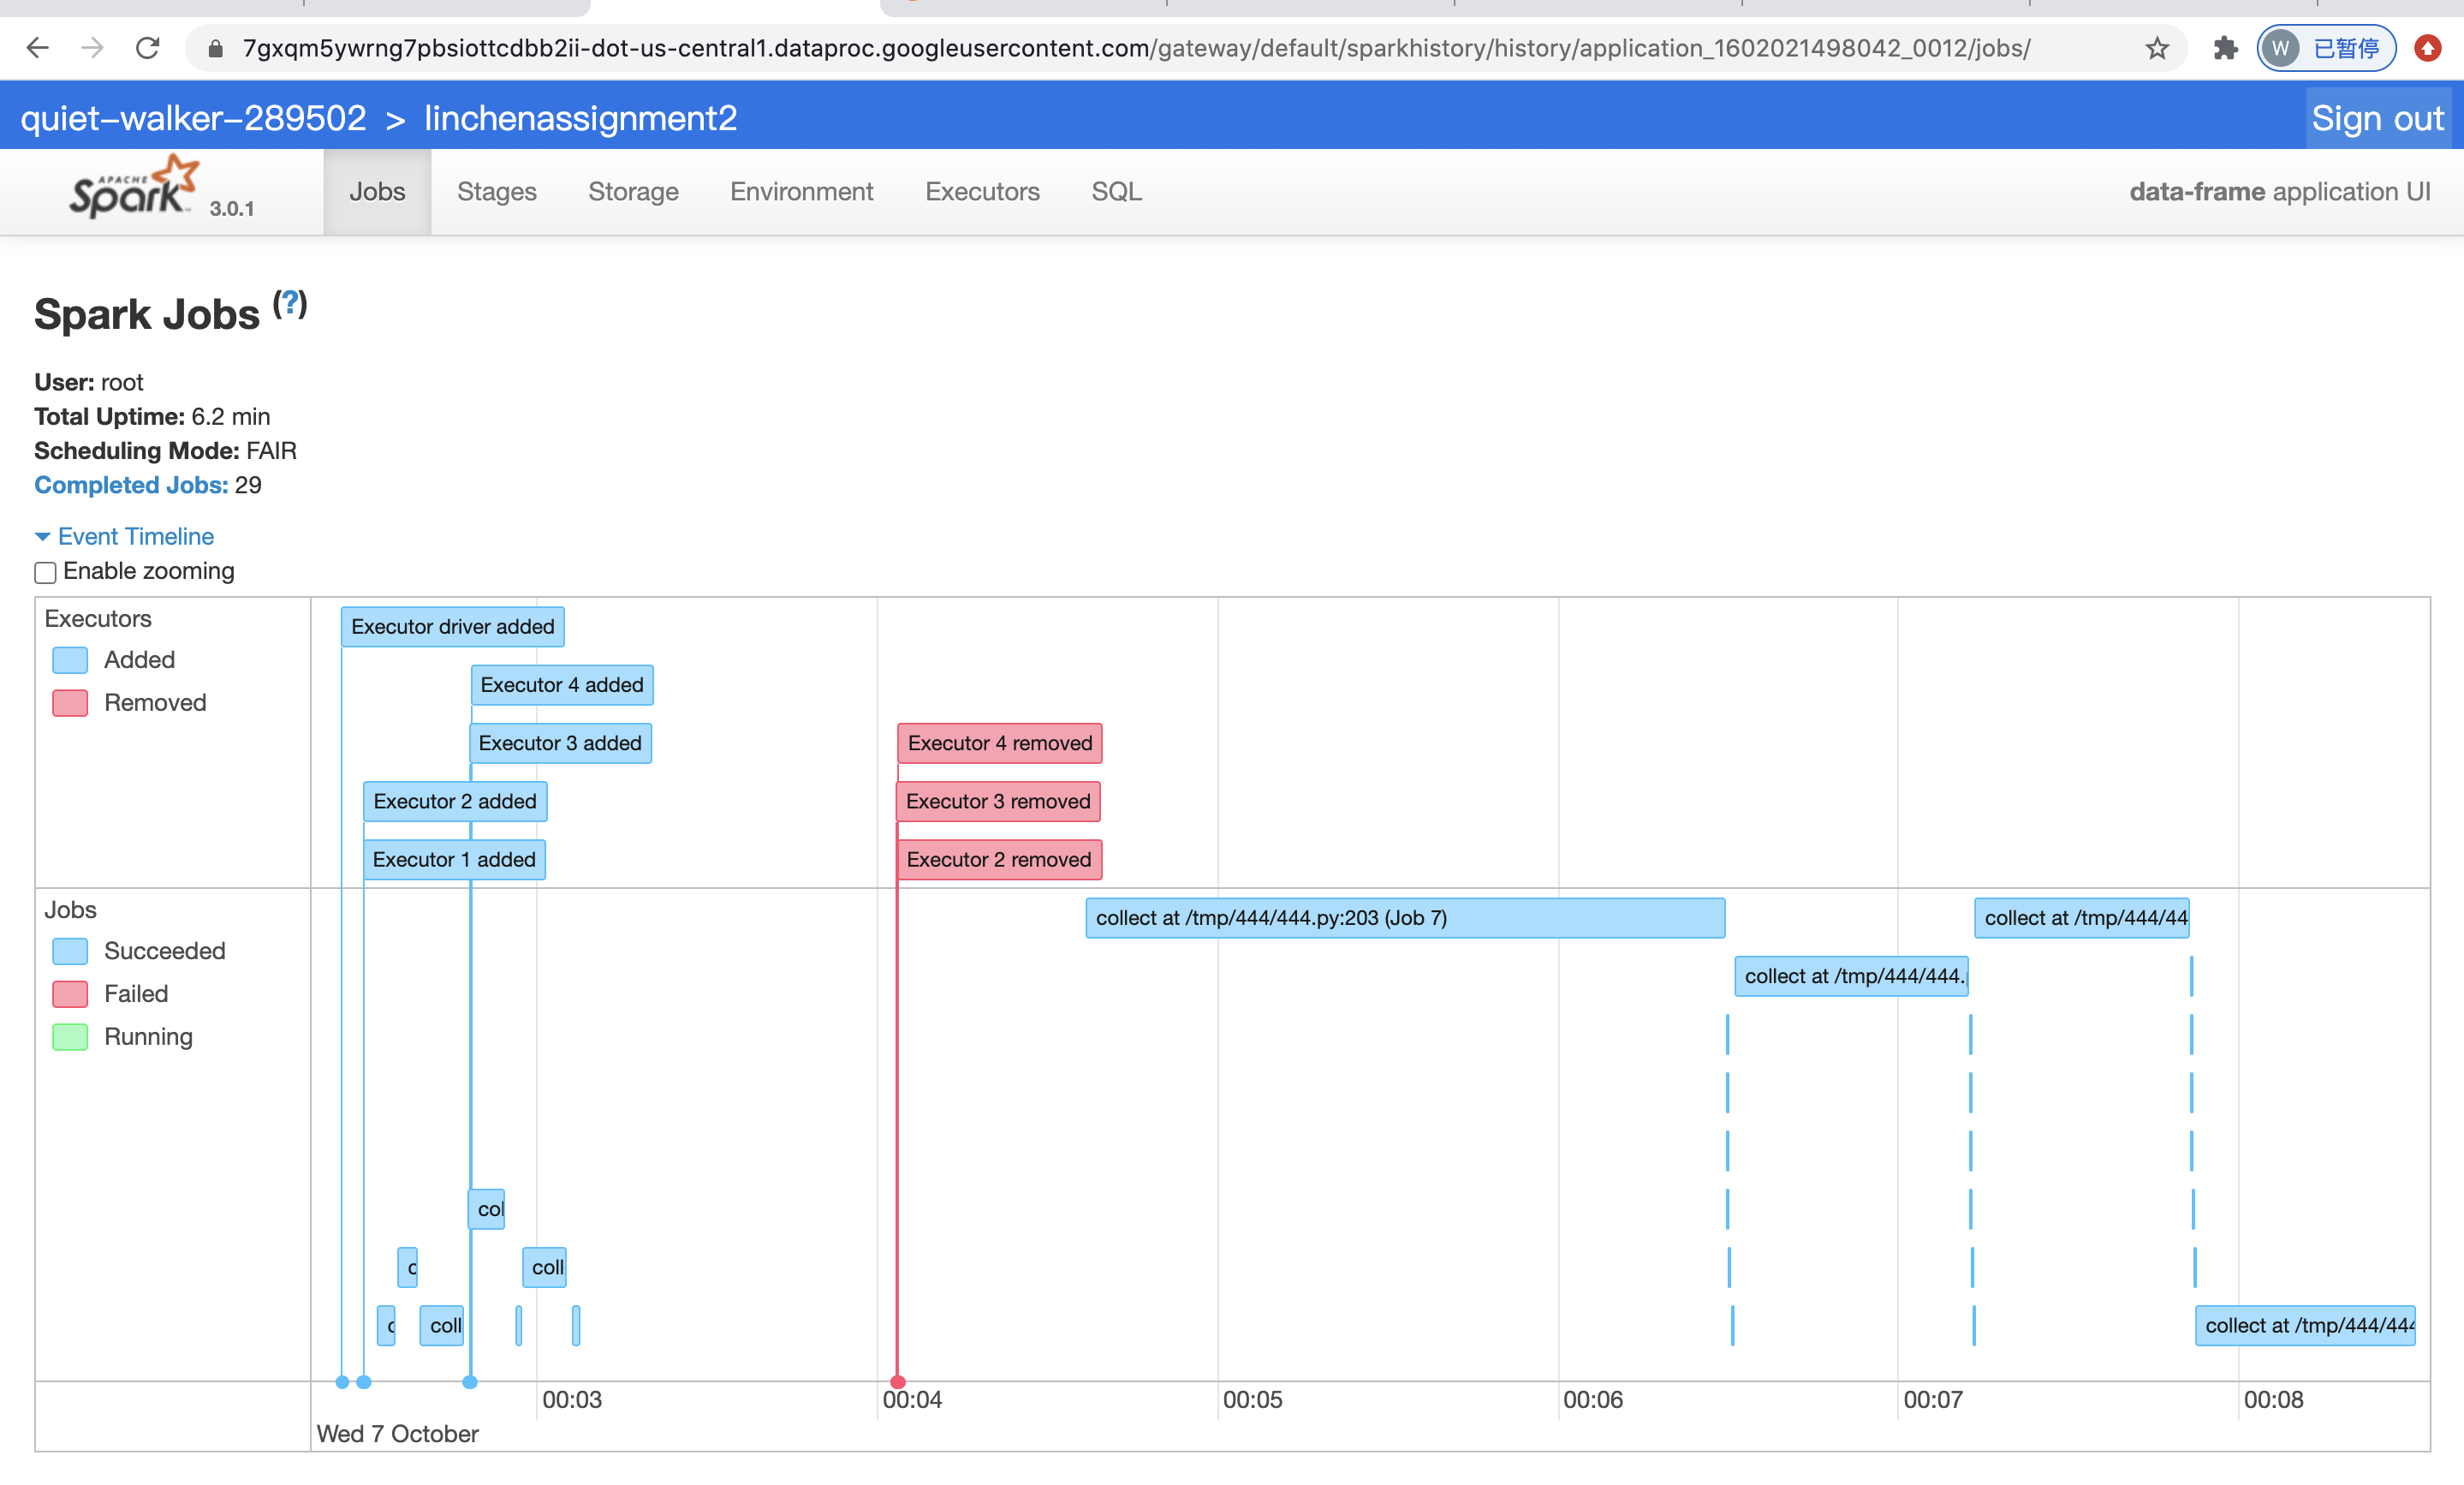 7gxqm5ywrng7pbsiottcdbb2ii-dot-us-central1.dataproc.googleusercontent.com/gateway/default/sparkhistory/history/application_1602021498042_0012/jobs/
W 已暂停
quiet-walker-289502 > linchenassignment2
Sign out
APACHE Spark 3.0.1
Jobs Stages Storage Environment Executors SQL
data-frame application UI
Spark Jobs (?)
User: root
Total Uptime: 6.2 min
Scheduling Mode: FAIR
Completed Jobs: 29
Event Timeline
Enable zooming
Executors
Added
Removed
Executor driver added
Executor 4 added
Executor 3 added
Executor 2 added
Executor 1 added
Executor 4 removed
Executor 3 removed
Executor 2 removed
Jobs
Succeeded
Failed
Running
collect at /tmp/444/444.py:203 (Job 7)
collect at /tmp/444/44
collect at /tmp/444/444.
col
c
coll
c
coll
collect at /tmp/444/444
00:03 00:04 00:05 00:06 00:07 00:08
Wed 7 October